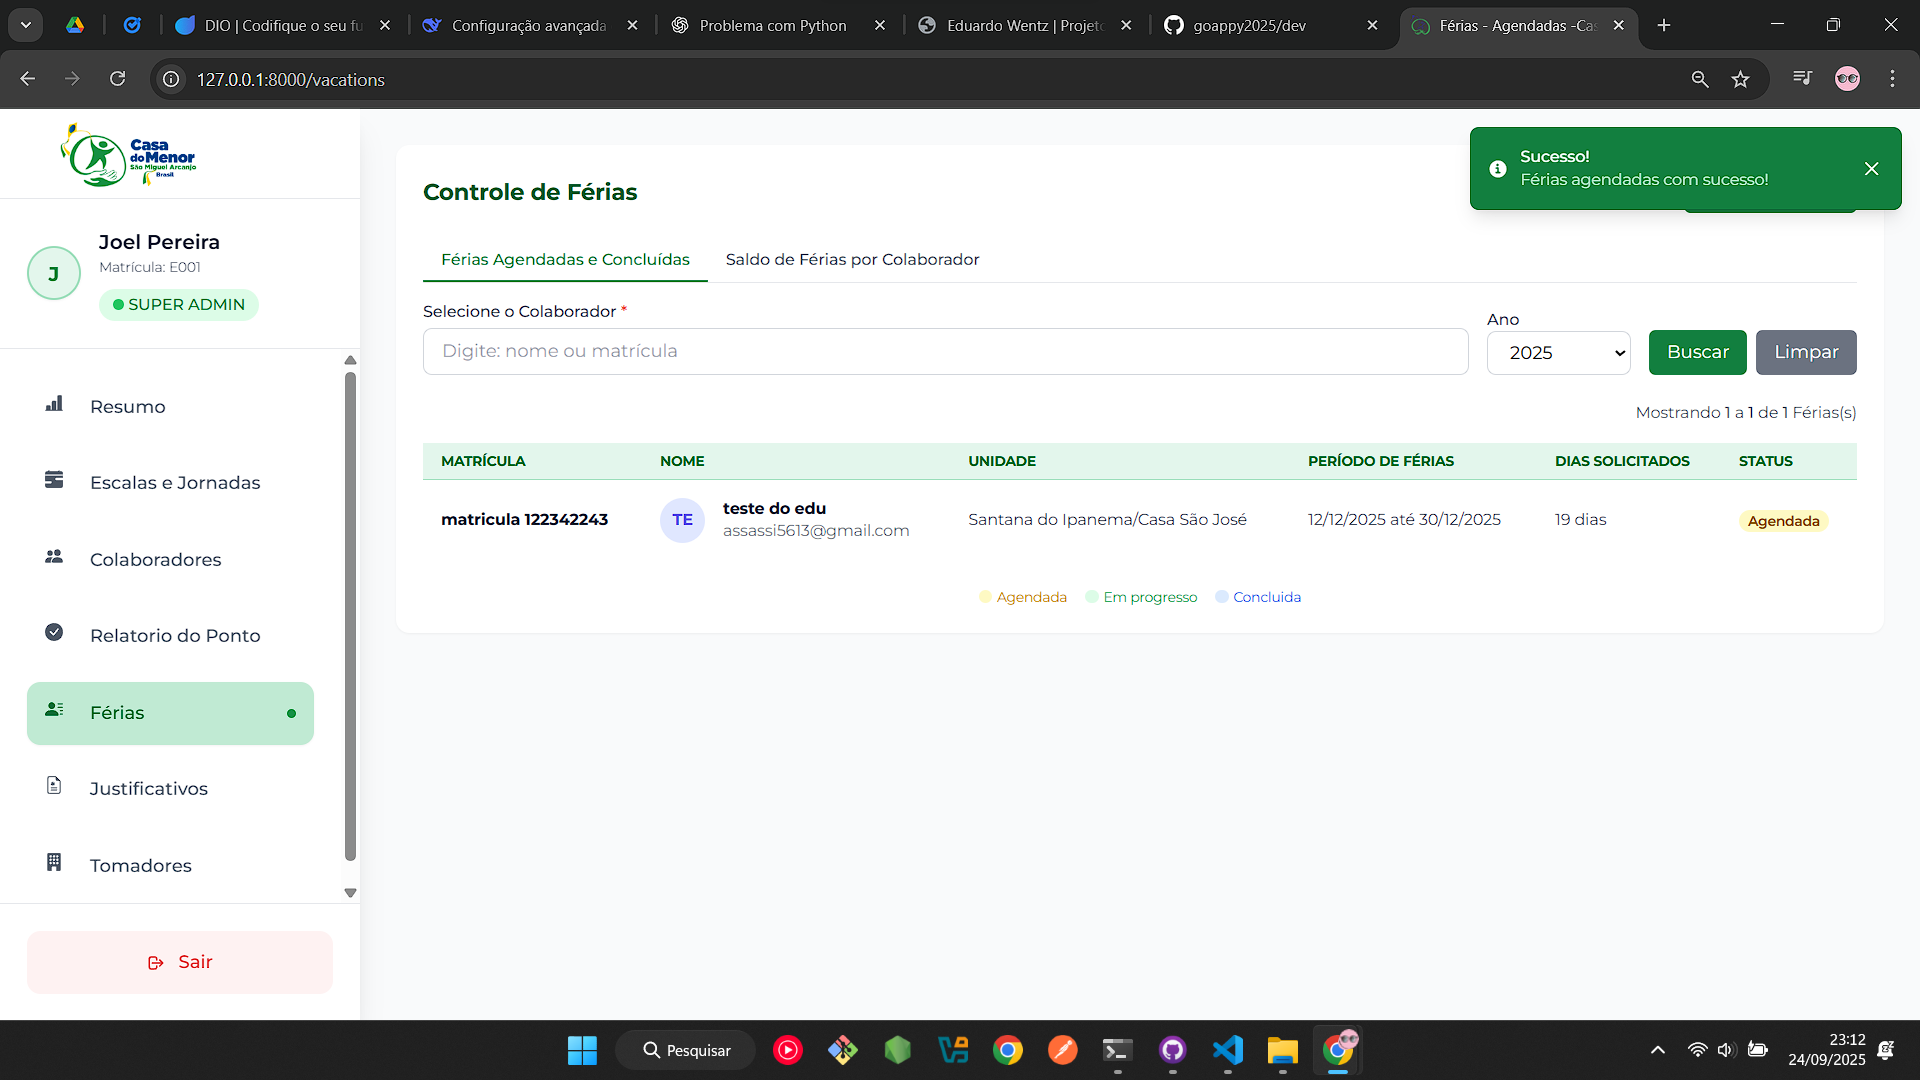 DIO | Codifique o seu fu
Configuração avançada
Problema com Python
Eduardo Wentz | Projeto
goappy2025/dev
Férias - Agendadas -Cas
127.0.0.1:8000/vacations
Casa
do Menor
São Miguel Arcanjo
Brasil
Sucesso!
Férias agendadas com sucesso!
Controle de Férias
J
Joel Pereira
Matrícula: E001
SUPER ADMIN
Férias Agendadas e Concluídas
Saldo de Férias por Colaborador
Selecione o Colaborador *
Digite: nome ou matrícula
Ano
2025
Buscar
Limpar
Mostrando 1 a 1 de 1 Férias(s)
MATRÍCULA NOME UNIDADE PERÍODO DE FÉRIAS DIAS SOLICITADOS STATUS
matricula 122342243
TE
teste do edu
assassi5613@gmail.com
Santana do Ipanema/Casa São José
12/12/2025 até 30/12/2025
19 dias
Agendada
Agendada Em progresso Concluida
Resumo
Escalas e Jornadas
Colaboradores
Relatorio do Ponto
Férias
Justificativos
Tomadores
Sair
Pesquisar
23:12
24/09/2025